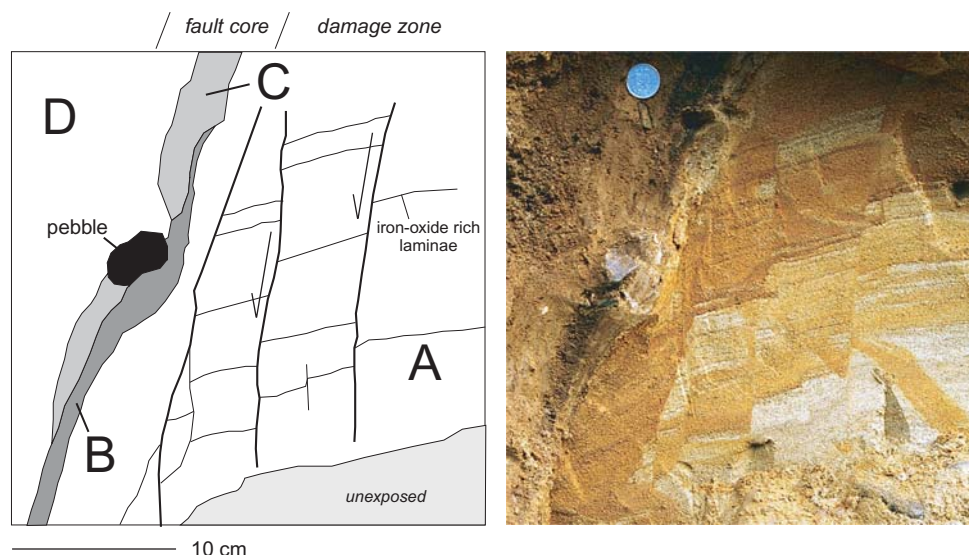 fault core
damage zone
D
C
pebble
iron-oxide rich
laminae
A
B
unexposed
10 cm